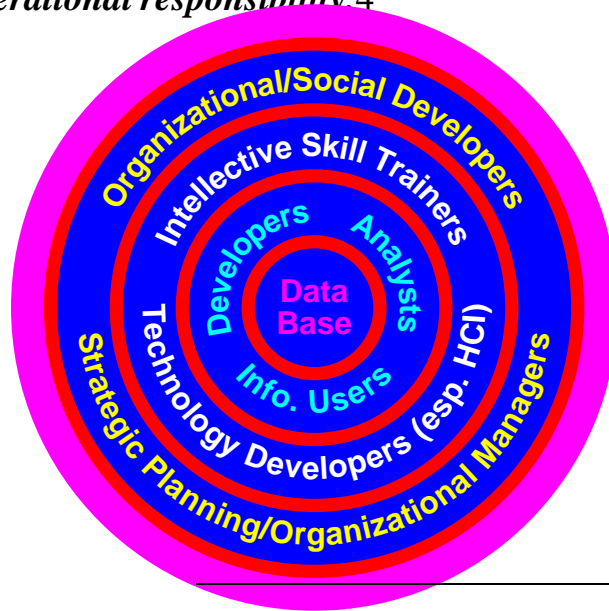 erational responsibility.4
Organizational/Social Developers
Intellective Skill Trainers
Developers
Analysts
Data
Base
Info. Users
Technology Developers (esp. HCI)
Strategic Planning/Organizational Managers